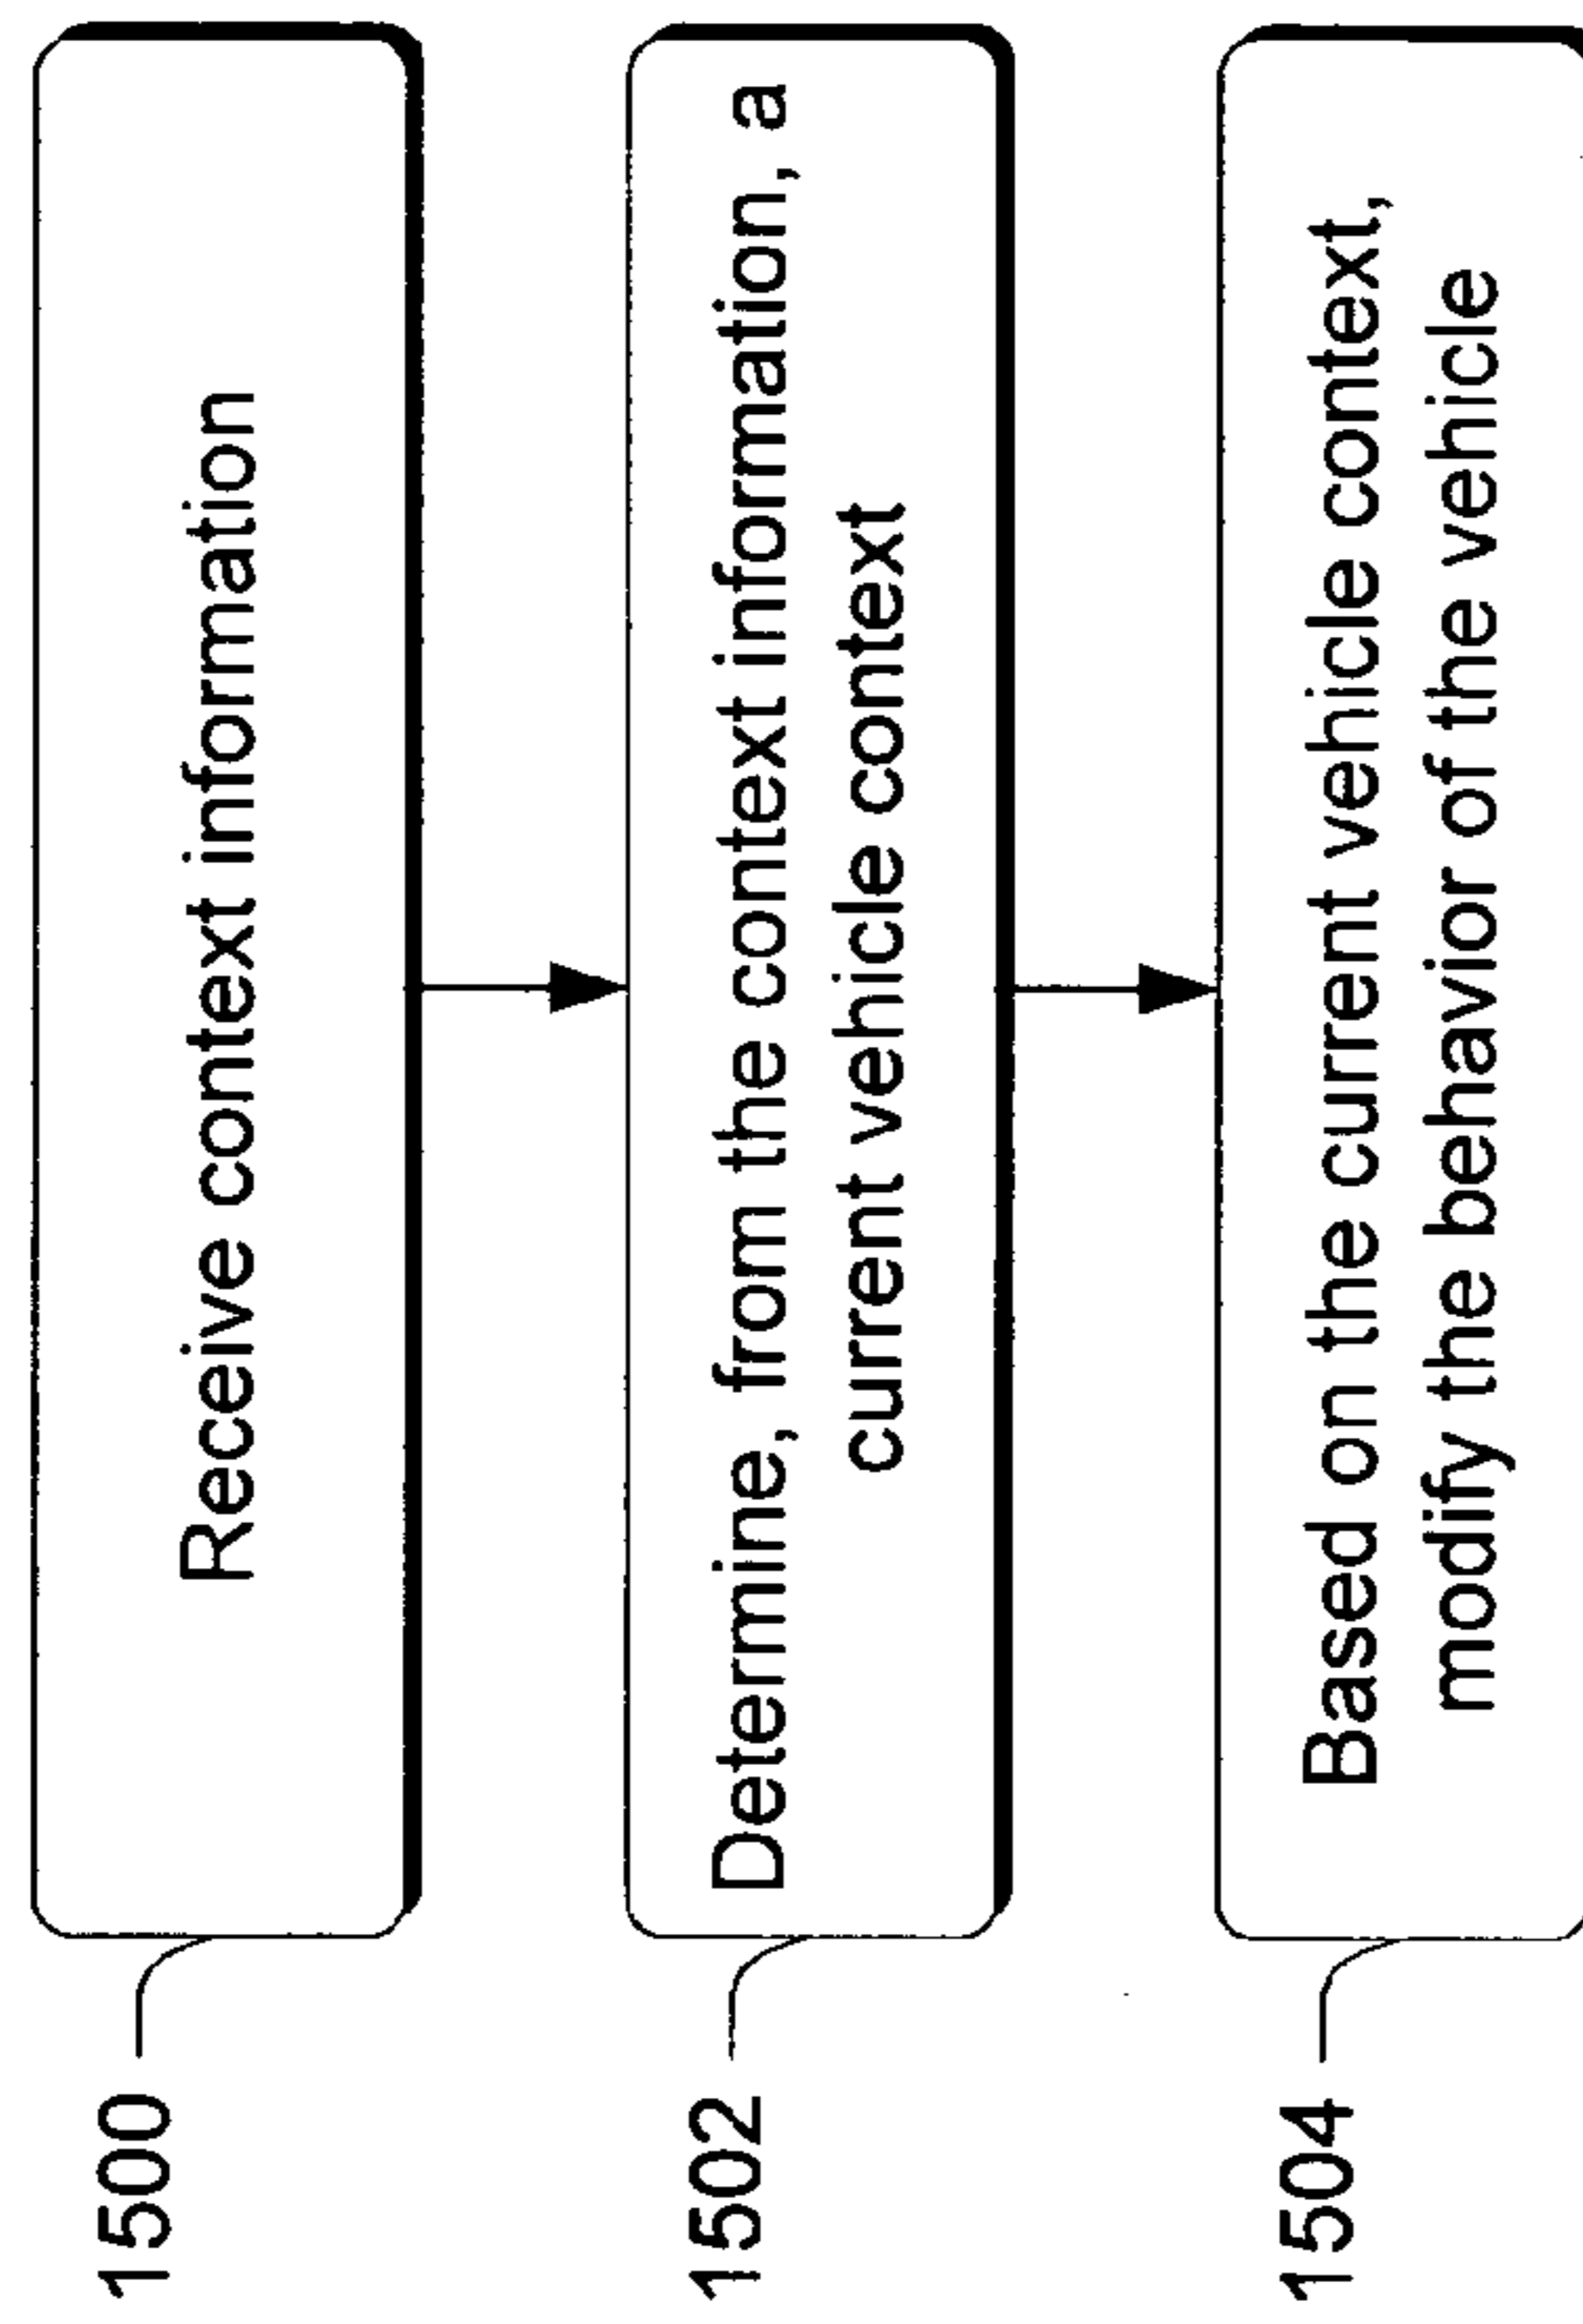 1500
Receive context information
1502
Determine, from the context information, a
current vehicle context
1504
Based on the current vehicle context,
modify the behavior of the vehicle